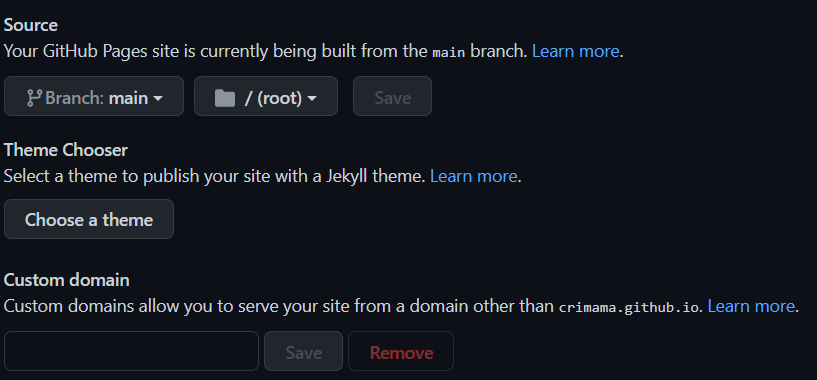 Source
Your GitHub Pages site is currently being built from the main branch. Learn more.
Branch: main / (root) Save
Theme Chooser
Select a theme to publish your site with a Jekyll theme. Learn more.
Choose a theme
Custom domain
Custom domains allow you to serve your site from a domain other than crimama.github.io. Learn more.
Save Remove